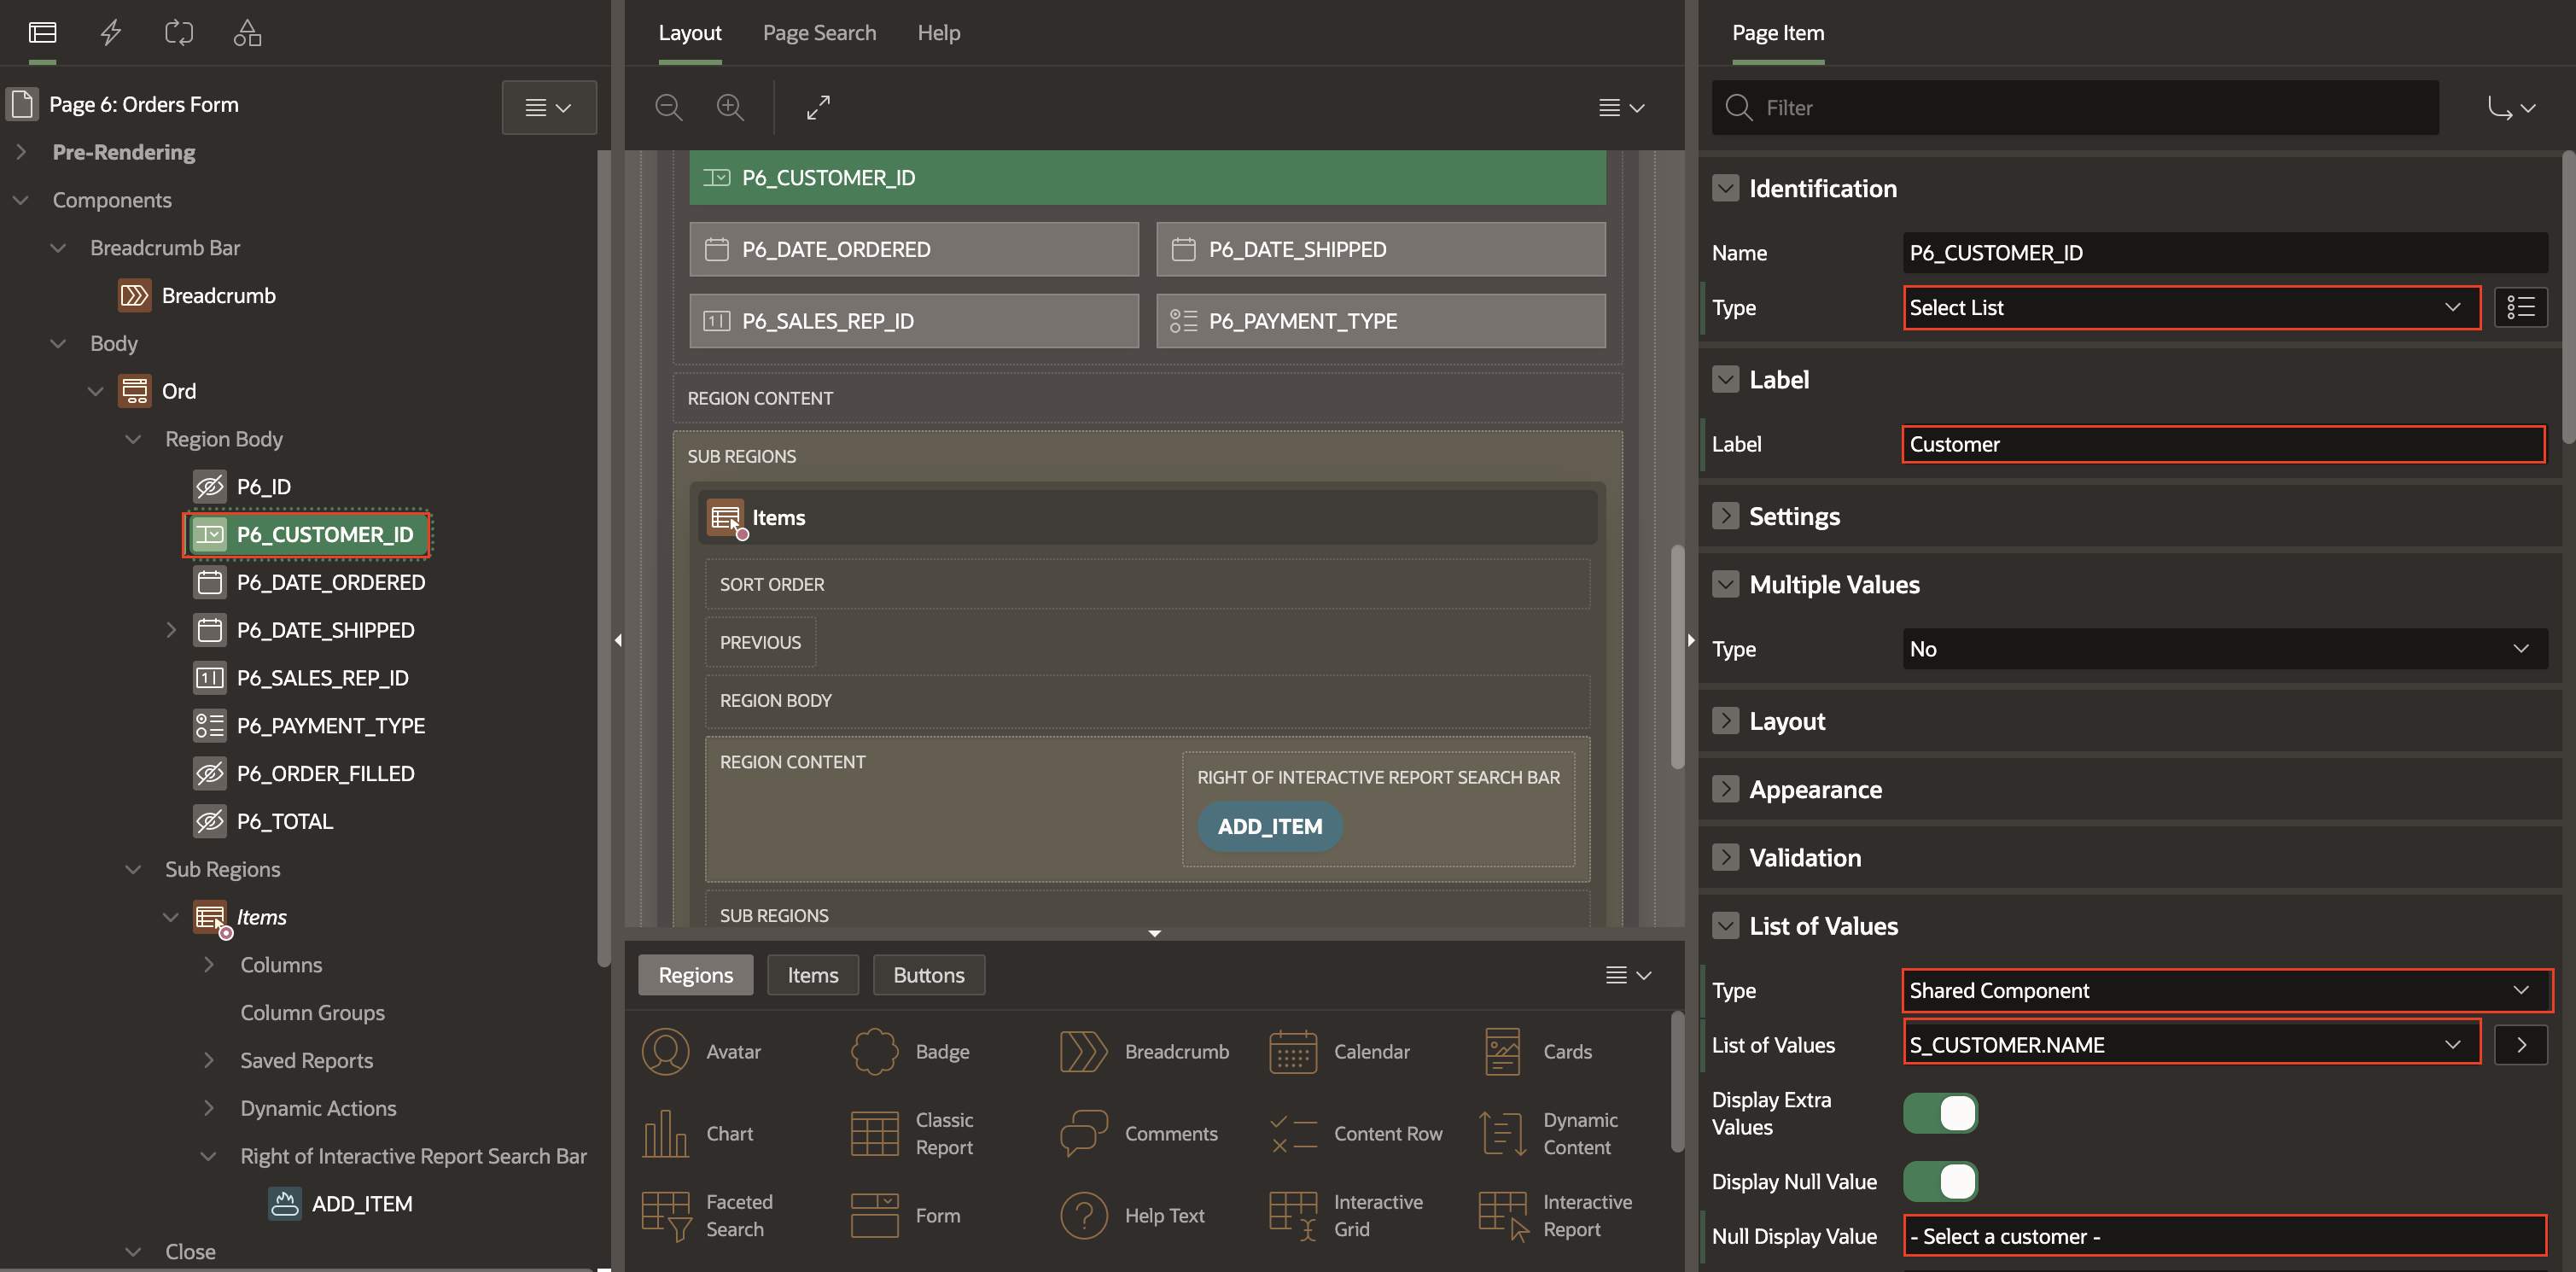 Page 6: Orders Form
Pre-Rendering
Components
Breadcrumb Bar
Breadcrumb
Body
Ord
Region Body
P6_ID
P6_CUSTOMER_ID
P6_DATE_ORDERED
P6_DATE_SHIPPED
P6_SALES_REP_ID
P6_PAYMENT_TYPE
P6_ORDER_FILLED
P6_TOTAL
Sub Regions
Items
Columns
Column Groups
Saved Reports
Dynamic Actions
Right of Interactive Report Search Bar
ADD_ITEM
Close
Layout Page Search Help
P6_CUSTOMER_ID
P6_DATE_ORDERED P6_DATE_SHIPPED
P6_SALES_REP_ID P6_PAYMENT_TYPE
REGION CONTENT
SUB REGIONS
Items
SORT ORDER
PREVIOUS
REGION BODY
REGION CONTENT
RIGHT OF INTERACTIVE REPORT SEARCH BAR
ADD_ITEM
SUB REGIONS
Regions Items Buttons
Avatar Badge Breadcrumb Calendar Cards
Chart Classic Report Comments Content Row Dynamic Content
Faceted Search Form Help Text Interactive Grid Interactive Report
Page Item
Filter
Identification
Name P6_CUSTOMER_ID
Type Select List
Label
Label Customer
Settings
Multiple Values
Type No
Layout
Appearance
Validation
List of Values
Type Shared Component
List of Values S_CUSTOMER.NAME
Display Extra
Values
Display Null Value
Null Display Value - Select a customer -